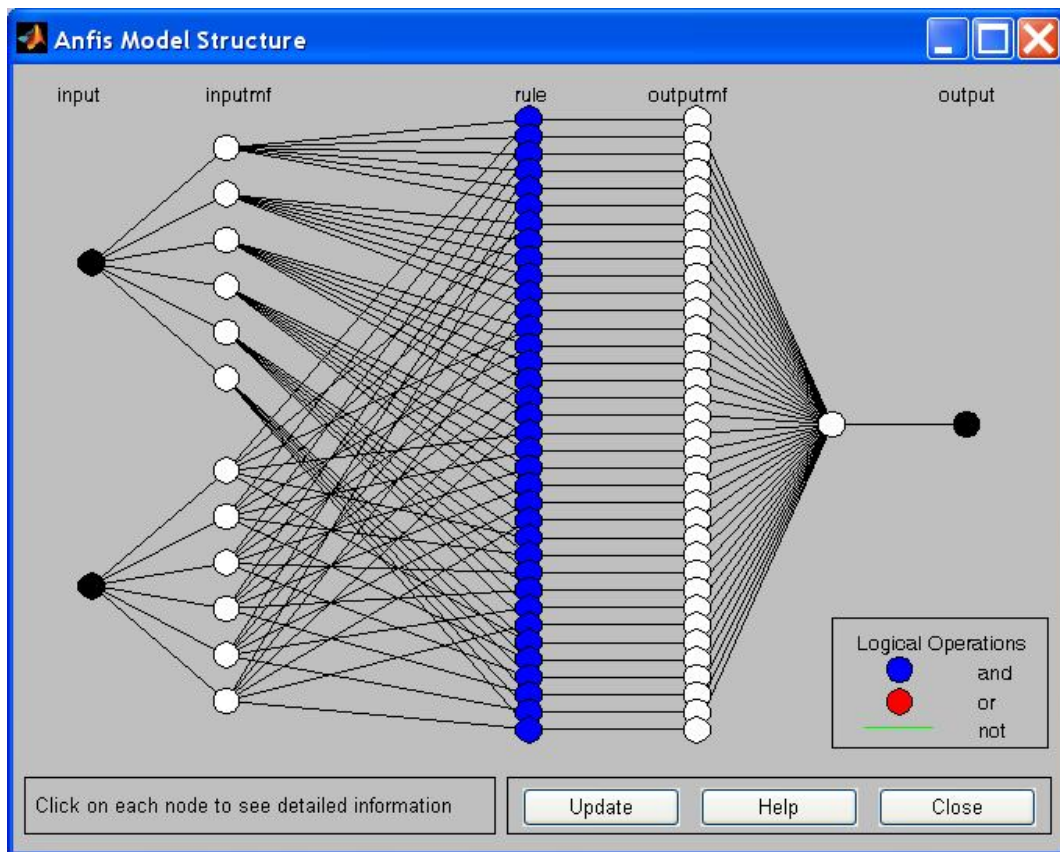 Anfis Model Structure
input inputmf rule outputmf output
Logical Operations
and
or
not
Click on each node to see detailed information
Update Help Close